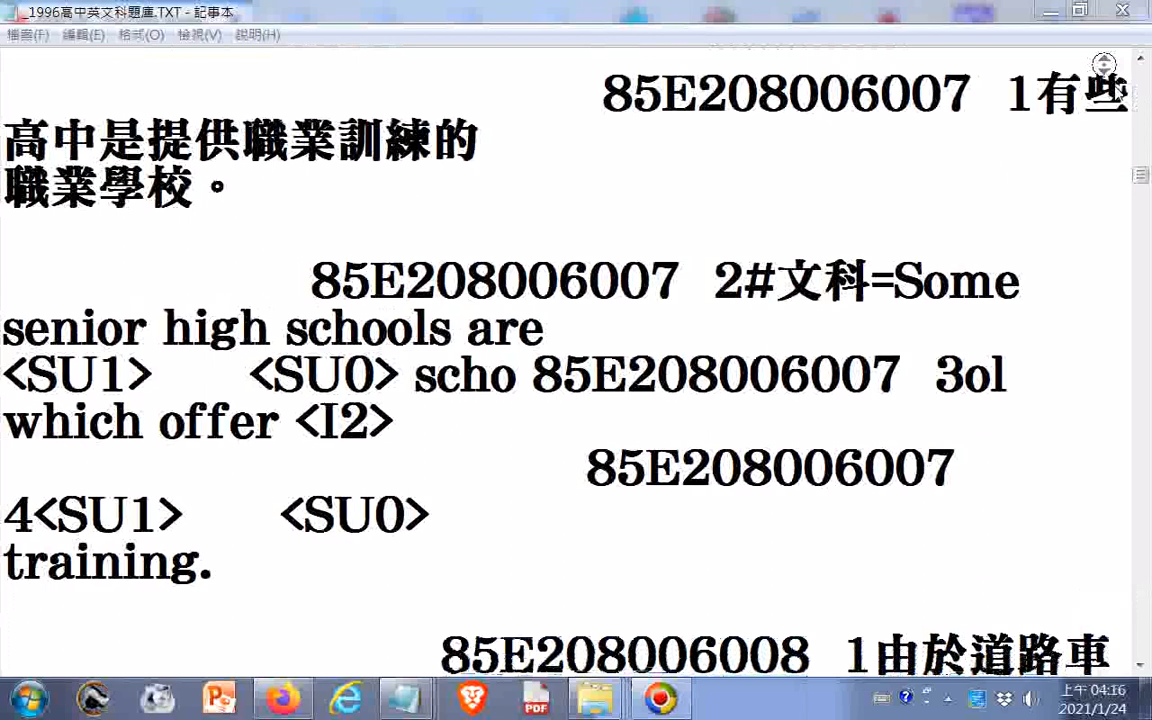 _1996高中英文科題庫.TXT - 記事本
檔案(F) 編輯(E) 格式(O) 檢視(V) 說明(H)
85E208006007 1有些
高中是提供職業訓練的
職業學校。
85E208006007 2#文科=Some
senior high schools are
<SU1> <SU0> scho 85E208006007 3ol
which offer <I2>
85E208006007
4<SU1> <SU0>
training.
85E208006008 1由於道路車
PDF
上午 04:16
2021/1/24